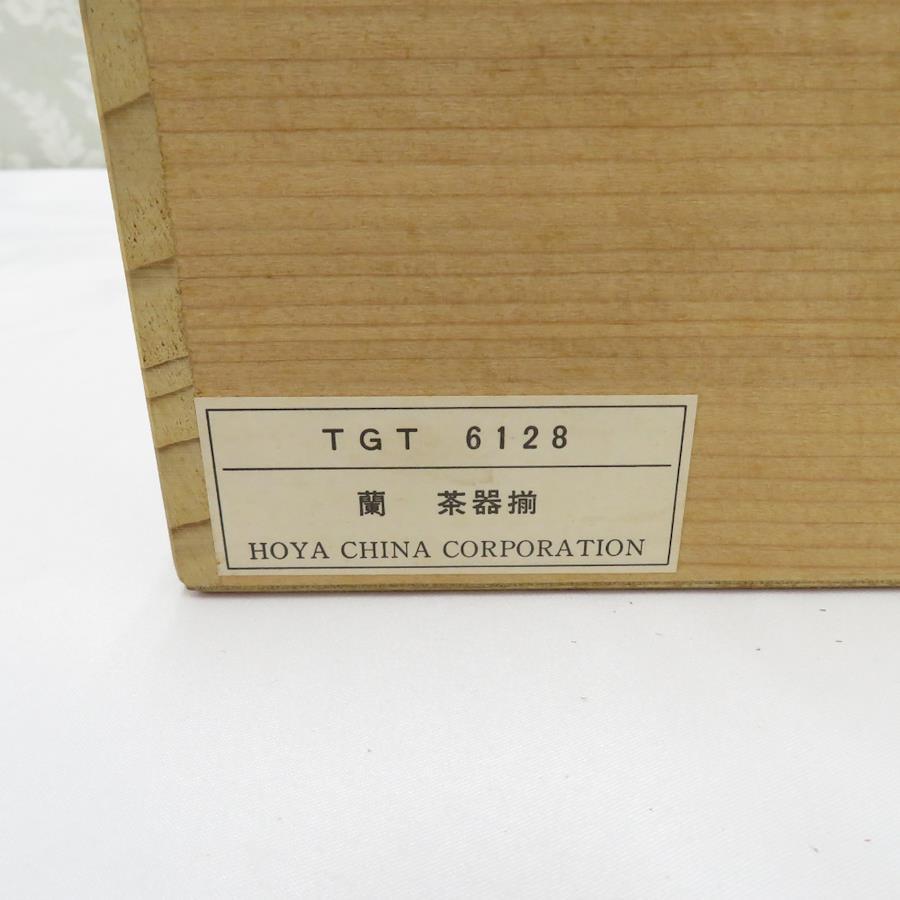 TGT 6128
蘭 茶器揃
HOYA CHINA CORPORATION